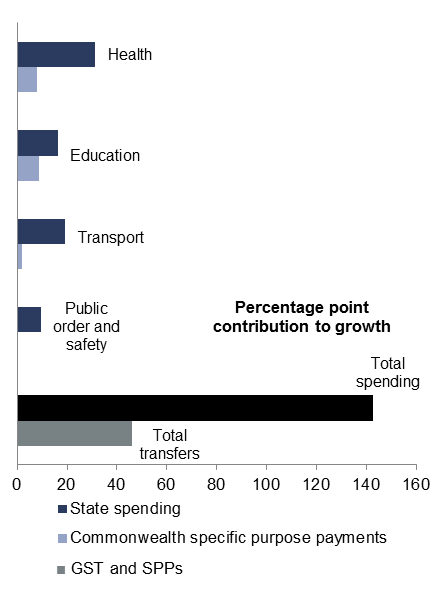 Health
Education
Transport
Public
order and
safety
Percentage point
contribution to growth
Total
spending
Total
transfers
0 20 40 60 80 100 120 140 160
State spending
Commonwealth specific purpose payments
GST and SPPs